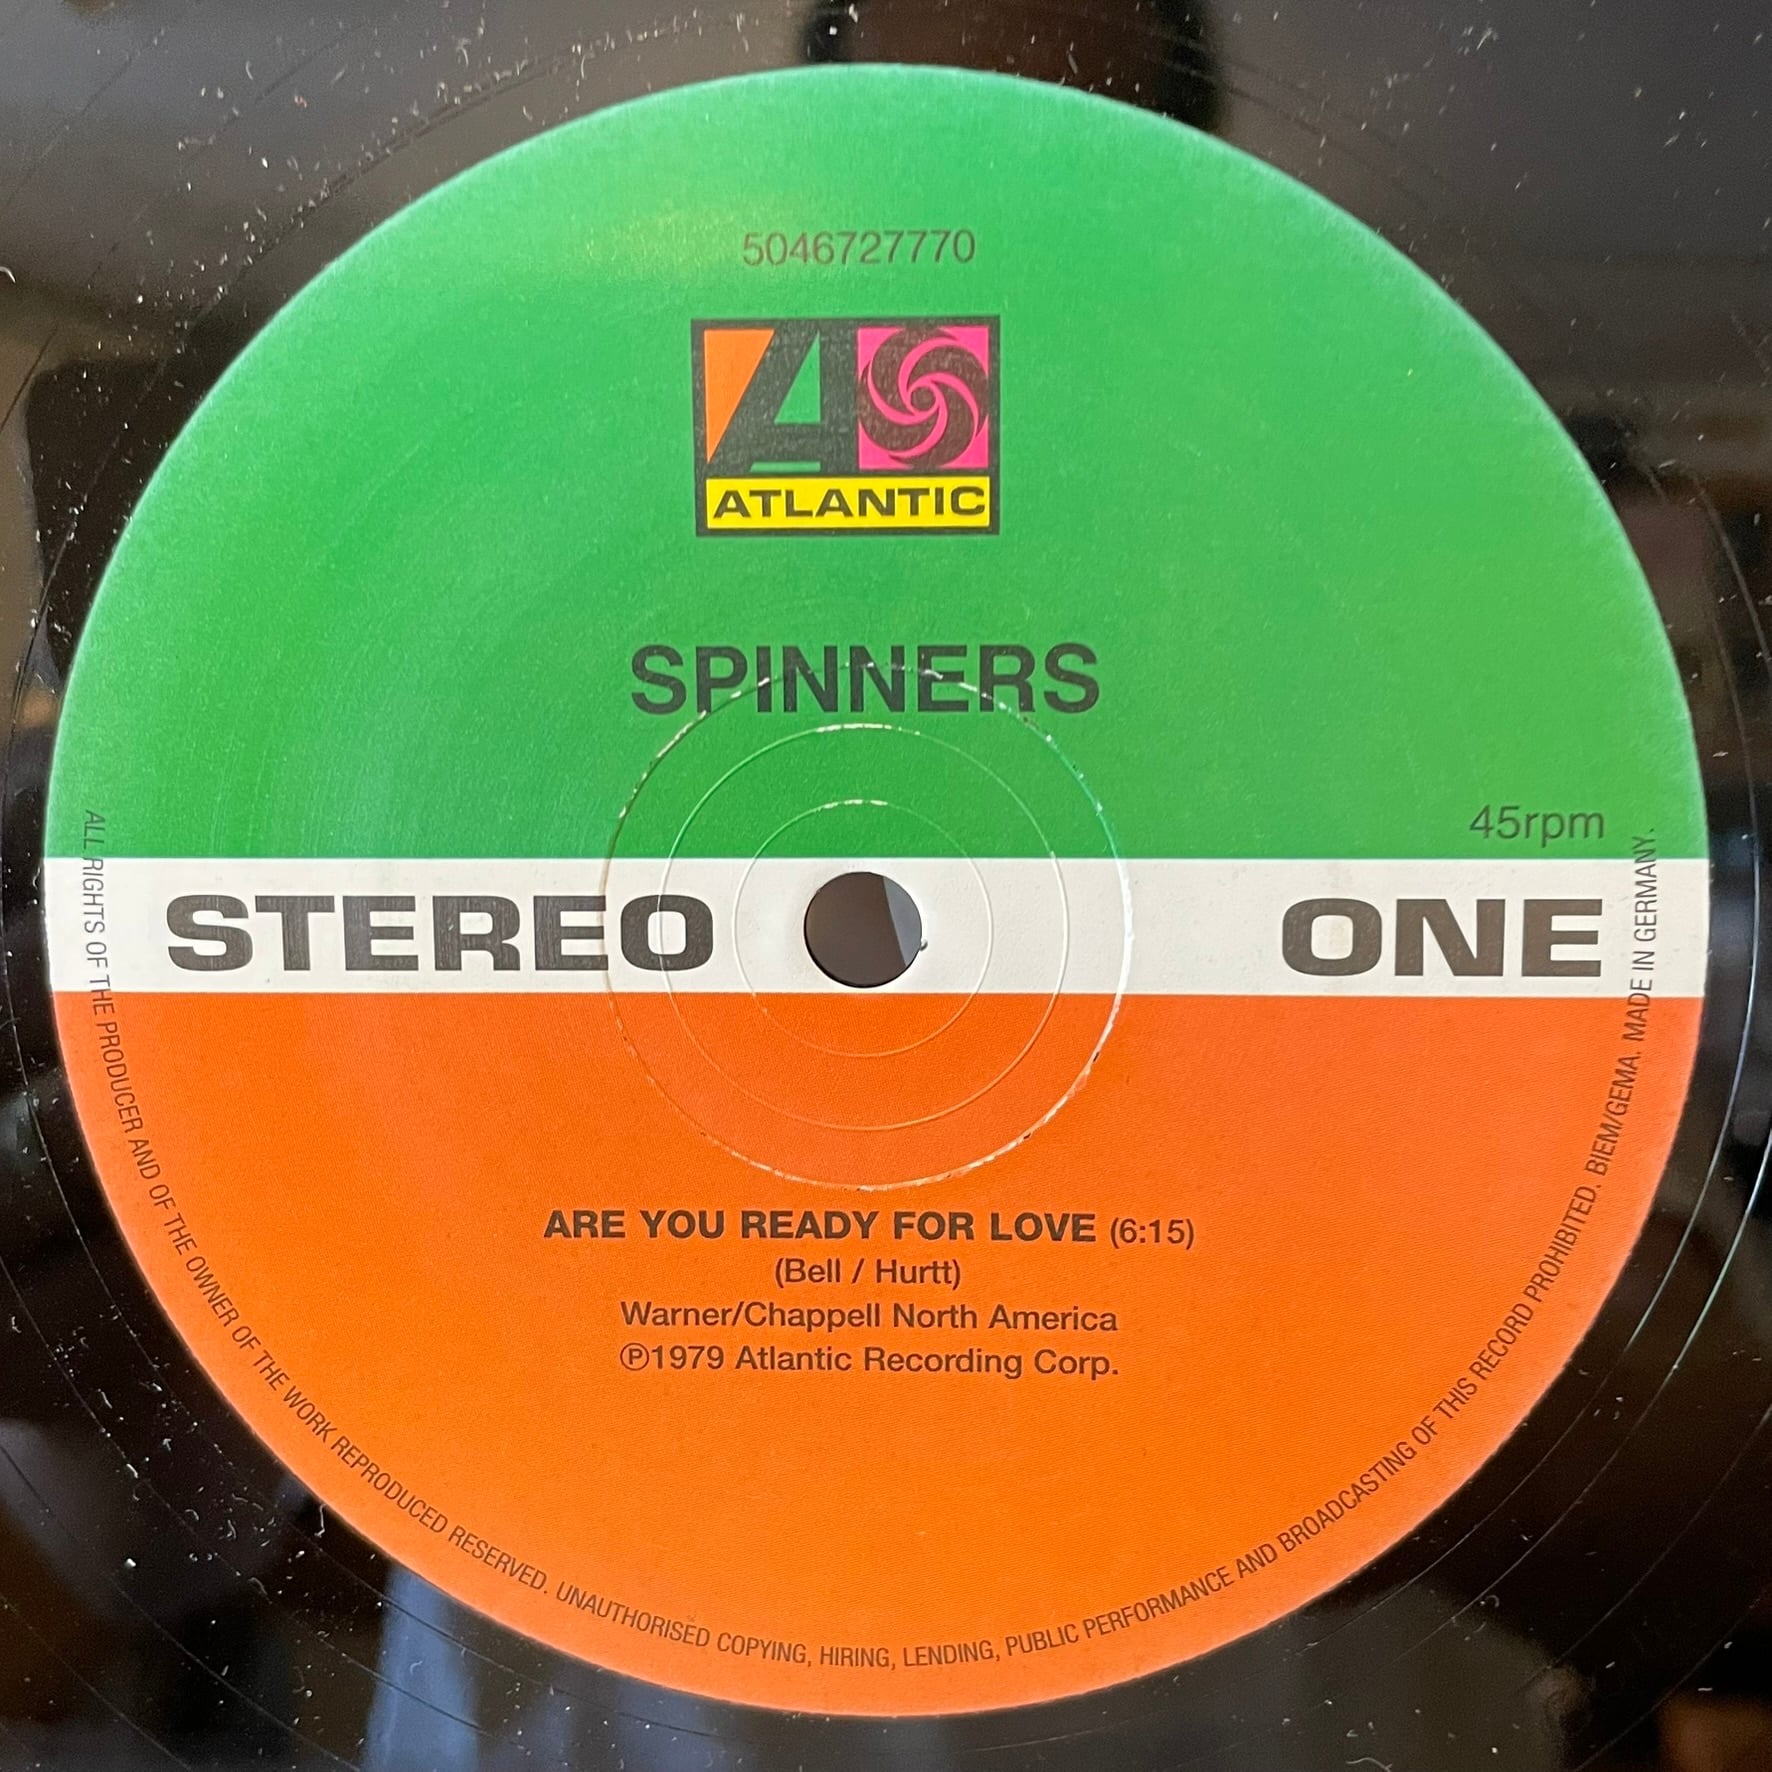 5046727770
ATLANTIC
SPINNERS
45rpm
STEREO
ONE
ARE YOU READY FOR LOVE (6:15)
(Bell / Hurtt)
Warner/Chappell North America
℗1979 Atlantic Recording Corp.
ALL RIGHTS OF THE PRODUCER AND OF THE OWNER OF THE WORK REPRODUCED RESERVED. UNAUTHORISED COPYING, HIRING, LENDING, PUBLIC PERFORMANCE AND BROADCASTING OF THIS RECORD PROHIBITED. BIEM/GEMA. MADE IN GERMANY.